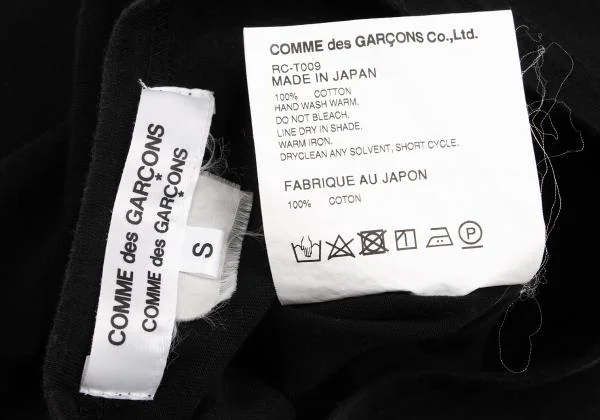 COMME des GARÇONS
COMME des GARÇONS
S
COMME des GARÇONS Co.,Ltd.
RC-T009
MADE IN JAPAN
100% COTTON
HAND WASH WARM.
DO NOT BLEACH.
LINE DRY IN SHADE.
WARM IRON.
DRYCLEAN ANY SOLVENT, SHORT CYCLE.
FABRIQUE AU JAPON
100% COTON
P